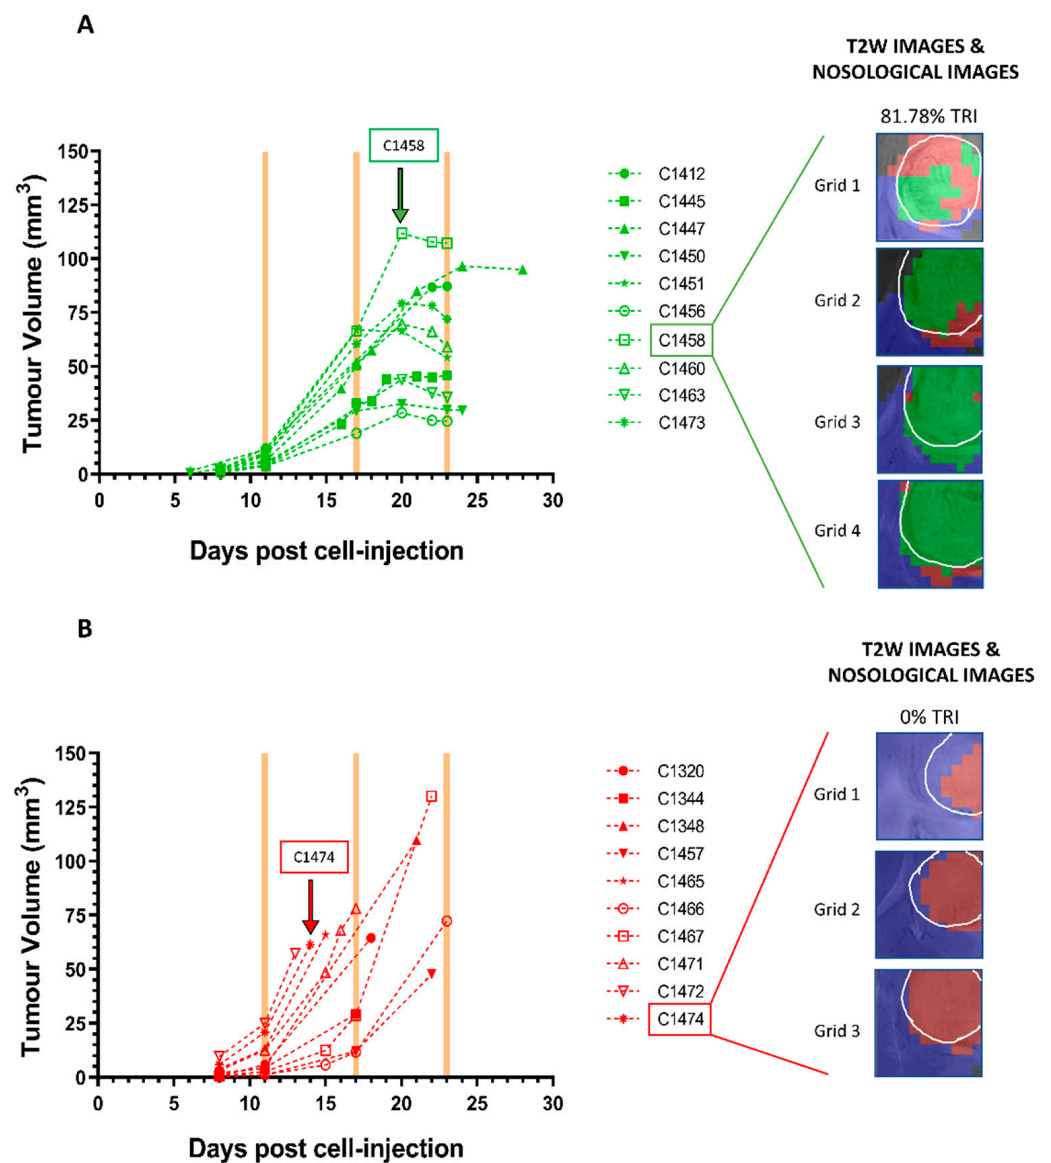 A
T2W IMAGES &
NOSOLOGICAL IMAGES
81.78% TRI
C1458
150
125
100
75
50
25
0
Tumour Volume (mm³)
0 5 10 15 20 25 30
Days post cell-injection
C1412
C1445
C1447
C1450
C1451
C1456
C1458
C1460
C1463
C1473
Grid 1
Grid 2
Grid 3
Grid 4
B
T2W IMAGES &
NOSOLOGICAL IMAGES
0% TRI
C1474
150
125
100
75
50
25
0
Tumour Volume (mm³)
0 5 10 15 20 25 30
Days post cell-injection
C1320
C1344
C1348
C1457
C1465
C1466
C1467
C1471
C1472
C1474
Grid 1
Grid 2
Grid 3